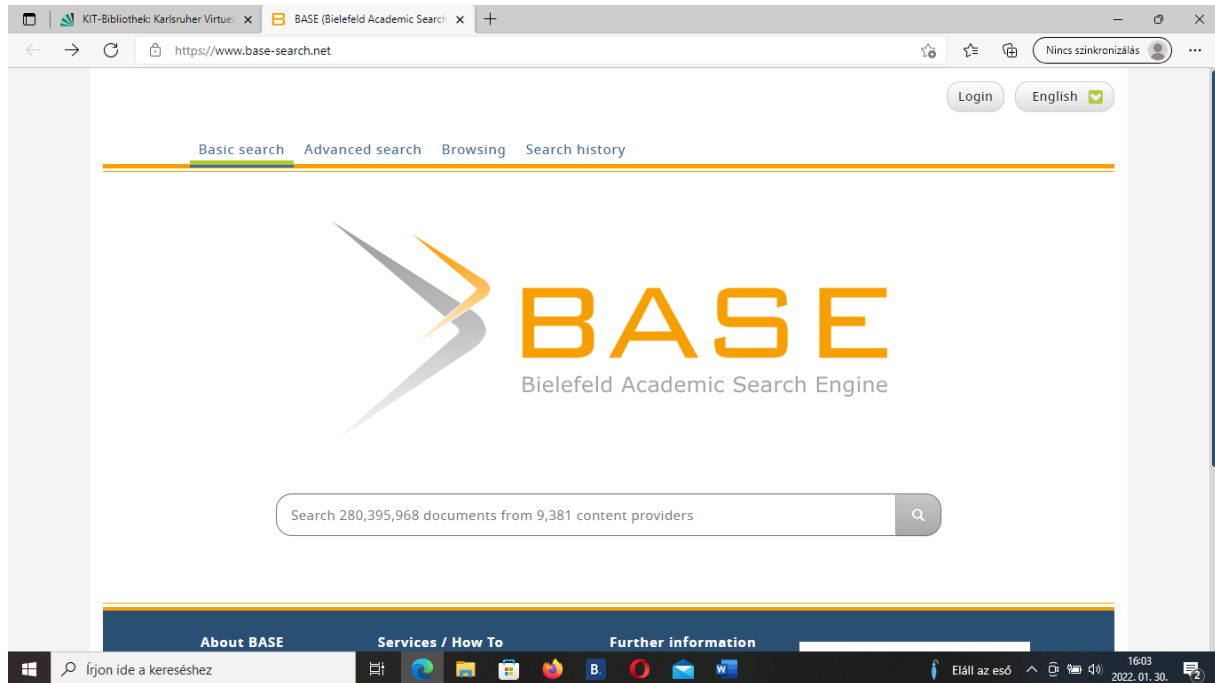 KIT-Bibliothek: Karlsruher Virtuel
BASE (Bielefeld Academic Search
https://www.base-search.net
Nincs szinkronizálás
Login
English
Basic search Advanced search Browsing Search history
BASE
Bielefeld Academic Search Engine
Search 280,395,968 documents from 9,381 content providers
About BASE Services / How To Further information
Írjon ide a kereséshez
B.
W
Eláll az eső
16:03
2022. 01. 30.
2